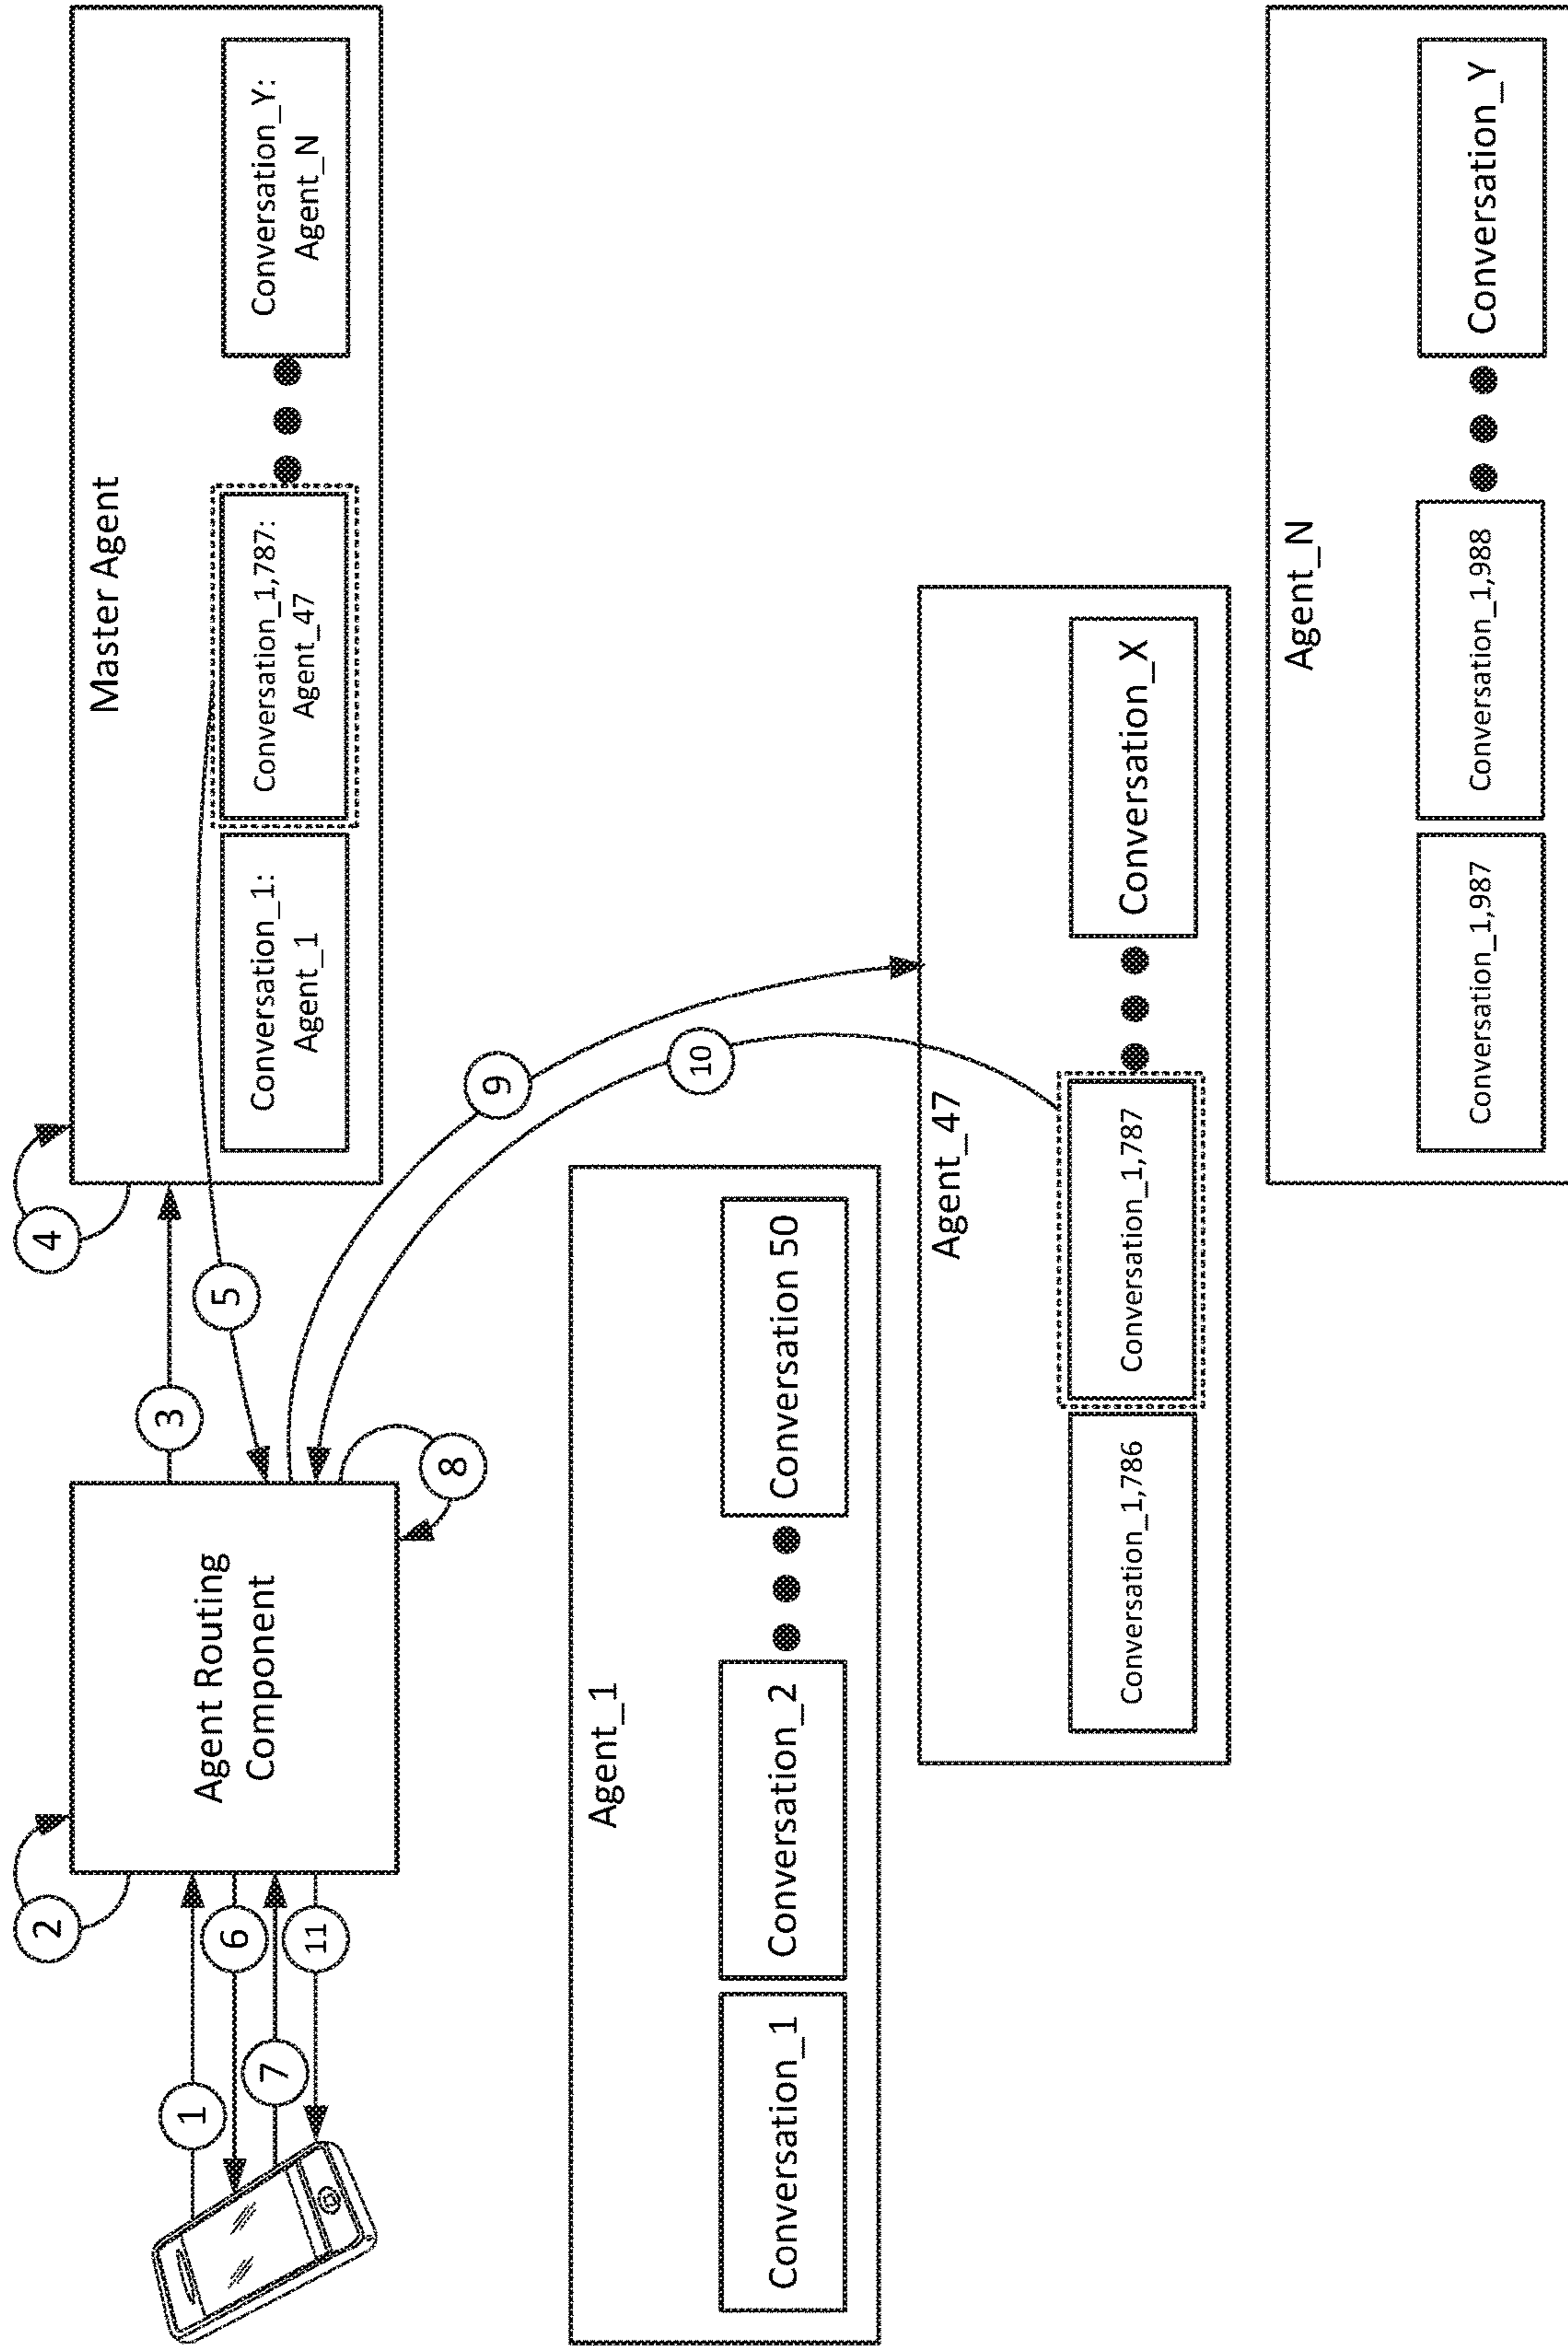 1
6
7
11
2
Agent Routing
Component
8
3
5
4
9
10
Master Agent
Conversation_1:
Agent_1
Conversation_1,787:
Agent_47
Conversation_Y:
Agent_N
Agent_1
Conversation_1
Conversation_2
Conversation 50
Agent_47
Conversation_1,786
Conversation_1,787
Conversation_X
Agent_N
Conversation_1,987
Conversation_1,988
Conversation_Y